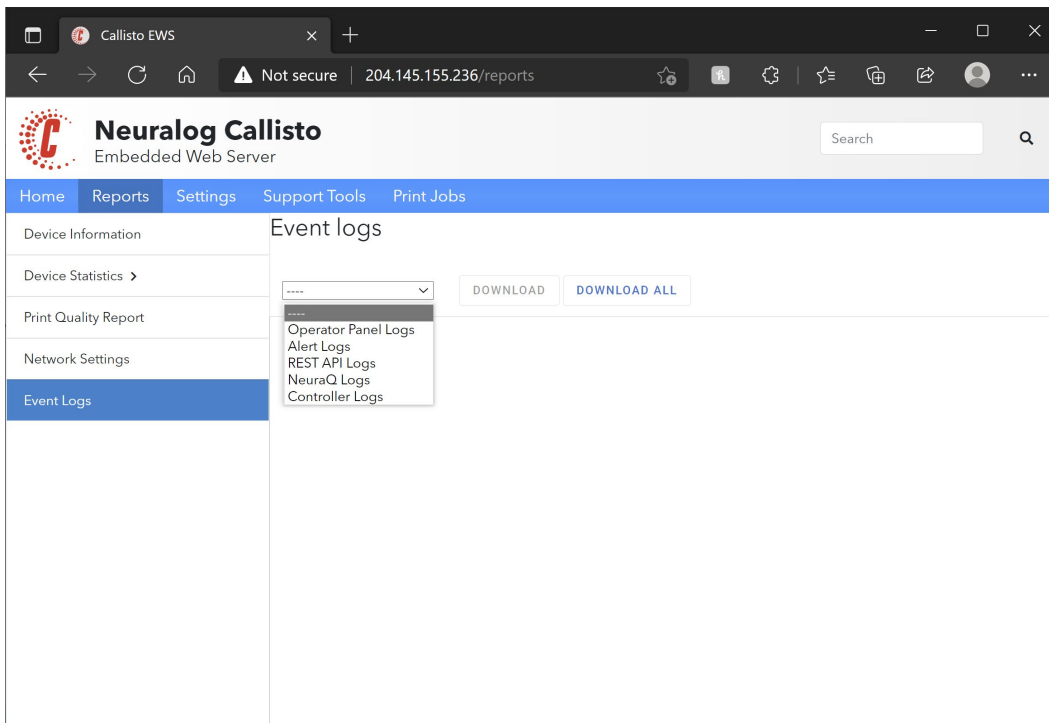 Callisto EWS
Not secure | 204.145.155.236/reports
Neuralog Callisto
Embedded Web Server
Search
Home Reports Settings Support Tools Print Jobs
Device Information
Device Statistics
Print Quality Report
Network Settings
Event Logs
Event logs
---- DOWNLOAD DOWNLOAD ALL
----
Operator Panel Logs
Alert Logs
REST API Logs
NeuraQ Logs
Controller Logs